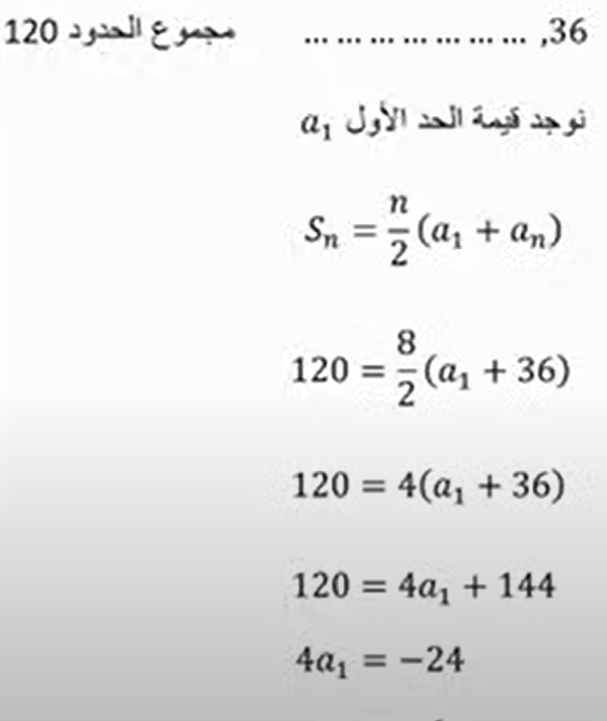 ... ... ... ... ... ... ... ,36 مجموع الحدود 120
نوجد قيمة الحد الأول a₁
Sₙ = n/2 (a₁ + aₙ)
120 = 8/2 (a₁ + 36)
120 = 4(a₁ + 36)
120 = 4a₁ + 144
4a₁ = −24